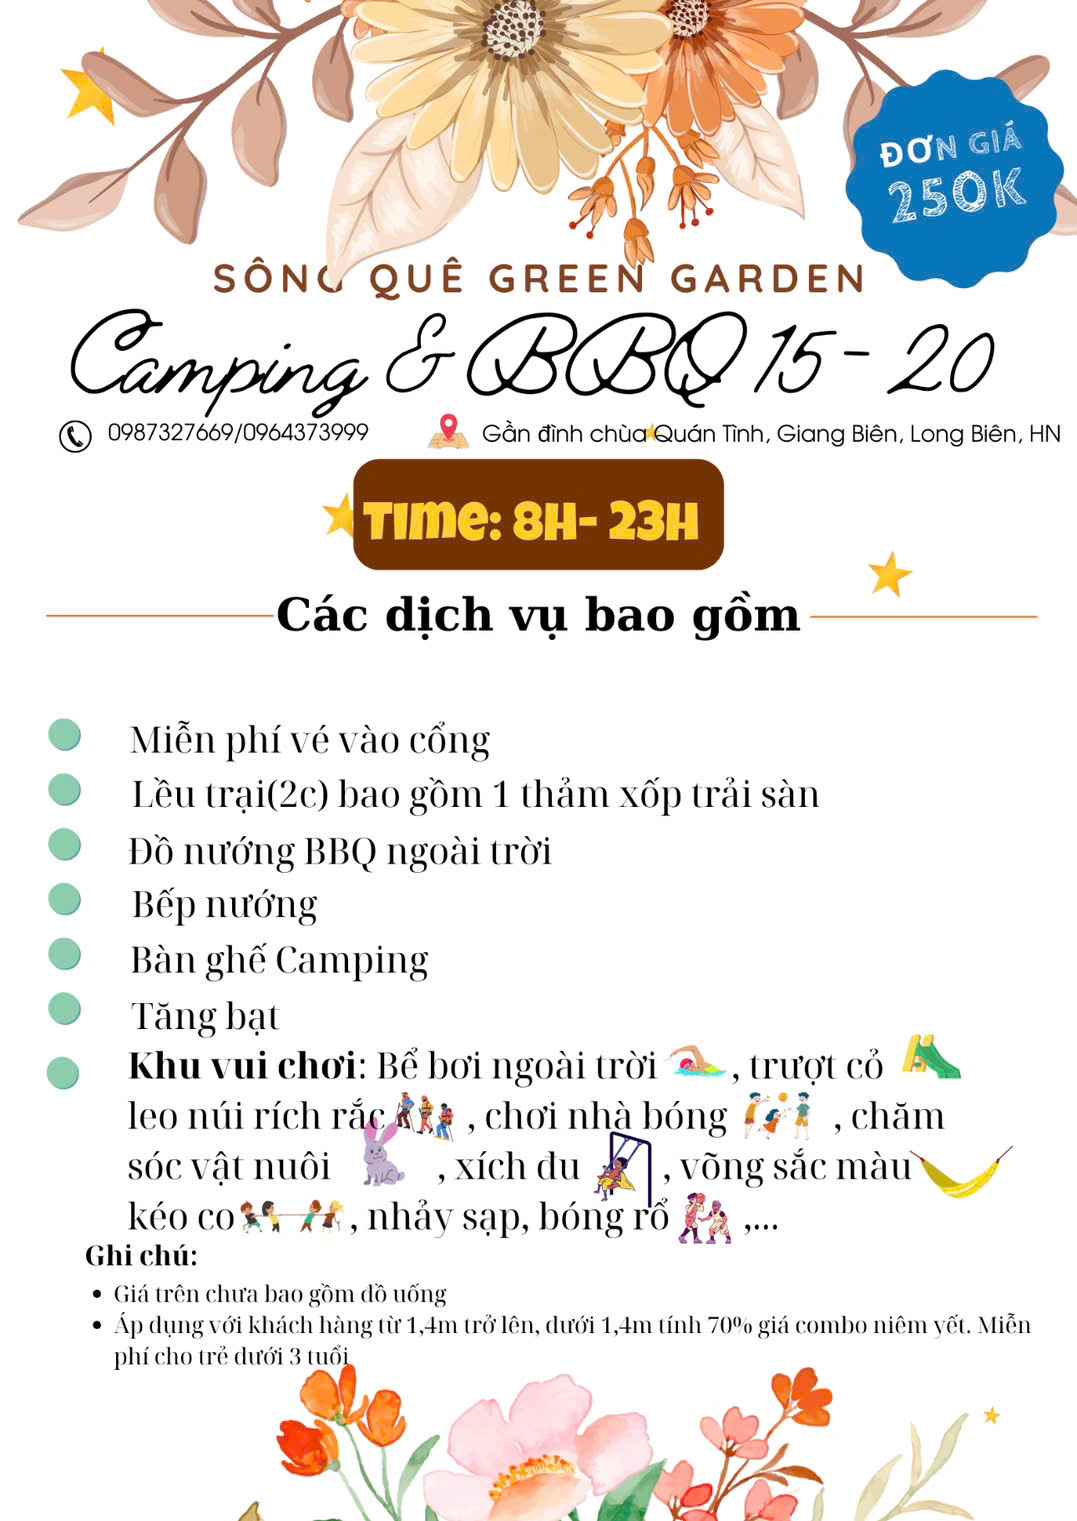 ĐƠN GIÁ
250K
SÔNG QUÊ GREEN GARDEN
Camping & BBQ 15 - 20
0987327669/0964373999
Gần đình chùa Quán Tình, Giang Biên, Long Biên, HN
Time: 8H- 23H
Các dịch vụ bao gồm
Miễn phí vé vào cổng
Lều trại(2c) bao gồm 1 thảm xốp trải sàn
Đồ nướng BBQ ngoài trời
Bếp nướng
Bàn ghế Camping
Tăng bạt
Khu vui chơi: Bể bơi ngoài trời , trượt cỏ
leo núi rích rắc , chơi nhà bóng , chăm
sóc vật nuôi , xích đu , võng sắc màu
kéo co , nhảy sạp, bóng rổ ,...
Ghi chú:
• Giá trên chưa bao gồm đồ uống
• Áp dụng với khách hàng từ 1,4m trở lên, dưới 1,4m tính 70% giá combo niêm yết. Miễn
phí cho trẻ dưới 3 tuổi